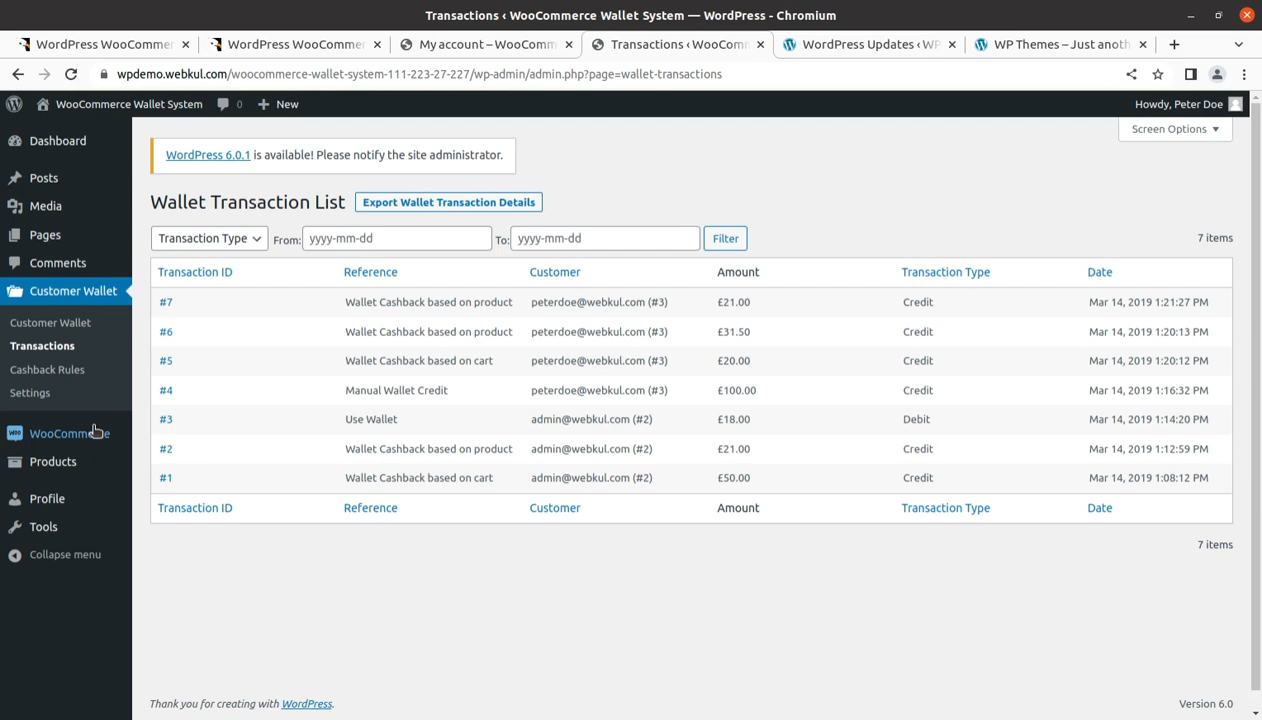 Transactions ‹ WooCommerce Wallet System — WordPress - Chromium
WordPress WooCommer
WordPress WooCommer
My account – WooComm
Transactions ‹ WooComm
WordPress Updates ‹ WP
WP Themes – Just anoth
wpdemo.webkul.com/woocommerce-wallet-system-111-223-27-227/wp-admin/admin.php?page=wallet-transactions
WooCommerce Wallet System 0 New Howdy, Peter Doe
Screen Options
Dashboard
Posts
Media
Pages
Comments
Customer Wallet
Customer Wallet
Transactions
Cashback Rules
Settings
WooCommerce
Products
Profile
Tools
Collapse menu
WordPress 6.0.1 is available! Please notify the site administrator.
Wallet Transaction List Export Wallet Transaction Details
Transaction Type From: yyyy-mm-dd To: yyyy-mm-dd Filter 7 items
Transaction ID Reference Customer Amount Transaction Type Date
#7 Wallet Cashback based on product peterdoe@webkul.com (#3) £21.00 Credit Mar 14, 2019 1:21:27 PM
#6 Wallet Cashback based on product peterdoe@webkul.com (#3) £31.50 Credit Mar 14, 2019 1:20:13 PM
#5 Wallet Cashback based on cart peterdoe@webkul.com (#3) £20.00 Credit Mar 14, 2019 1:20:12 PM
#4 Manual Wallet Credit peterdoe@webkul.com (#3) £100.00 Credit Mar 14, 2019 1:16:32 PM
#3 Use Wallet admin@webkul.com (#2) £18.00 Debit Mar 14, 2019 1:14:20 PM
#2 Wallet Cashback based on product admin@webkul.com (#2) £21.00 Credit Mar 14, 2019 1:12:59 PM
#1 Wallet Cashback based on cart admin@webkul.com (#2) £50.00 Credit Mar 14, 2019 1:08:12 PM
Transaction ID Reference Customer Amount Transaction Type Date
7 items
Thank you for creating with WordPress. Version 6.0